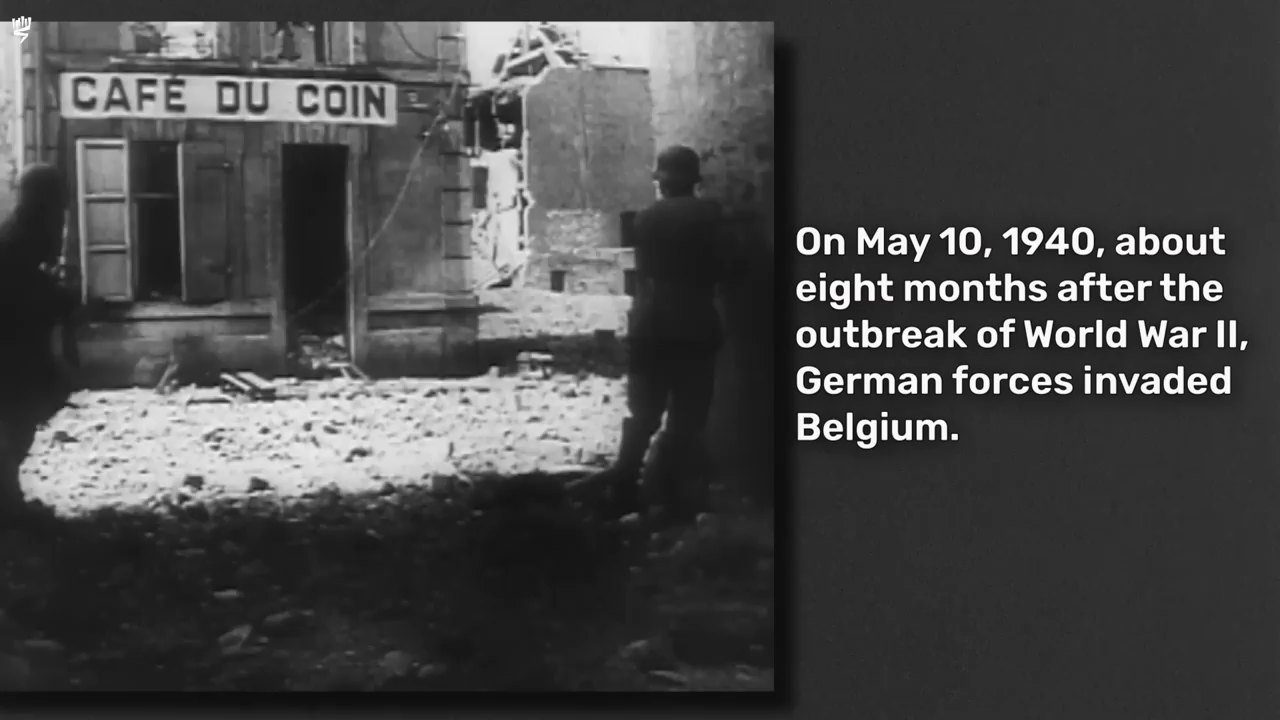 CAFÉ DU COIN
On May 10, 1940, about
eight months after the
outbreak of World War II,
German forces invaded
Belgium.